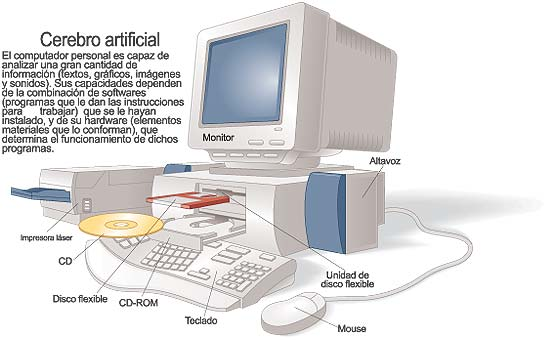 Cerebro artificial
El computador personal es capaz de
analizar una gran cantidad de
información (textos, gráficos, imágenes
y sonidos). Sus capacidades dependen
de la combinación de softwares
(programas que le dan las instrucciones
para trabajar) que se le hayan
instalado, y de su hardware (elementos
materiales que lo conforman), que
determina el funcionamiento de dichos
programas.
Monitor
Altavoz
Impresora láser
CD
Disco flexible
CD-ROM
Teclado
Unidad de
disco flexible
Mouse